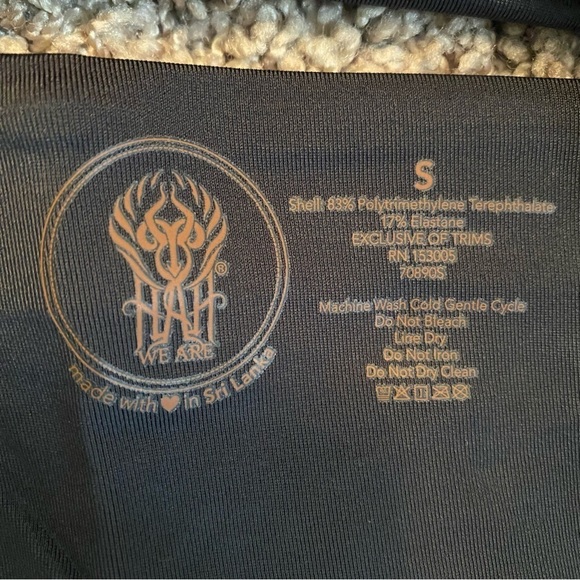 HAH
®
WE ARE
made with ❤ in Sri Lanka
S
Shell: 83% Polytrimethylene Terephthalate
17% Elastane
EXCLUSIVE OF TRIMS
RN 153005
70890S
Machine Wash Cold Gentle Cycle
Do Not Bleach
Line Dry
Do Not Iron
Do Not Dry Clean